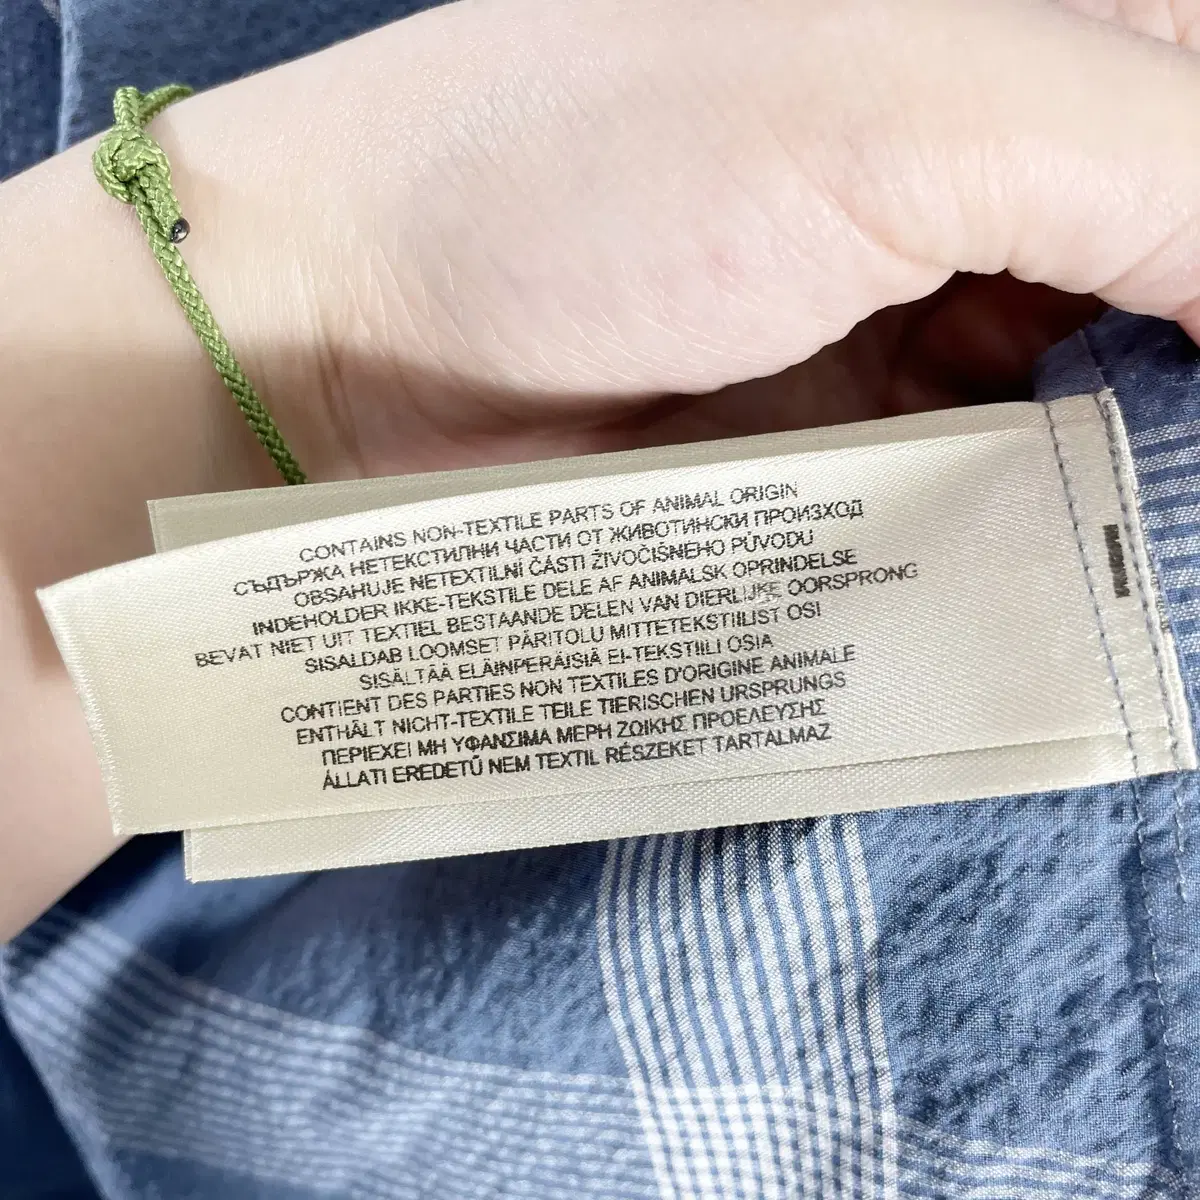 CONTAINS NON-TEXTILE PARTS OF ANIMAL ORIGIN
СЪДЪРЖА НЕТЕКСТИЛНИ ЧАСТИ ОТ ЖИВОТИНСКИ ПРОИЗХОД
OBSAHUJE NETEXTILNÍ ČÁSTI ŽIVOČIŠNÉHO PŮVODU
INDEHOLDER IKKE-TEKSTILE DELE AF ANIMALSK OPRINDELSE
BEVAT NIET UIT TEXTIEL BESTAANDE DELEN VAN DIERLIJKE OORSPRONG
SISALDAB LOOMSET PÄRITOLU MITTETEKSTIILIST OSI
SISÄLTÄÄ ELÄINPERÄISIÄ EI-TEKSTIILI OSIA
CONTIENT DES PARTIES NON TEXTILES D'ORIGINE ANIMALE
ENTHÄLT NICHT-TEXTILE TEILE TIERISCHEN URSPRUNGS
ΠΕΡΙΕΧΕΙ ΜΗ ΥΦΑΝΣΙΜΑ ΜΕΡΗ ΖΩΙΚΗΣ ΠΡΟΕΛΕΥΣΗΣ
ÁLLATI EREDETŰ NEM TEXTIL RÉSZEKET TARTALMAZ